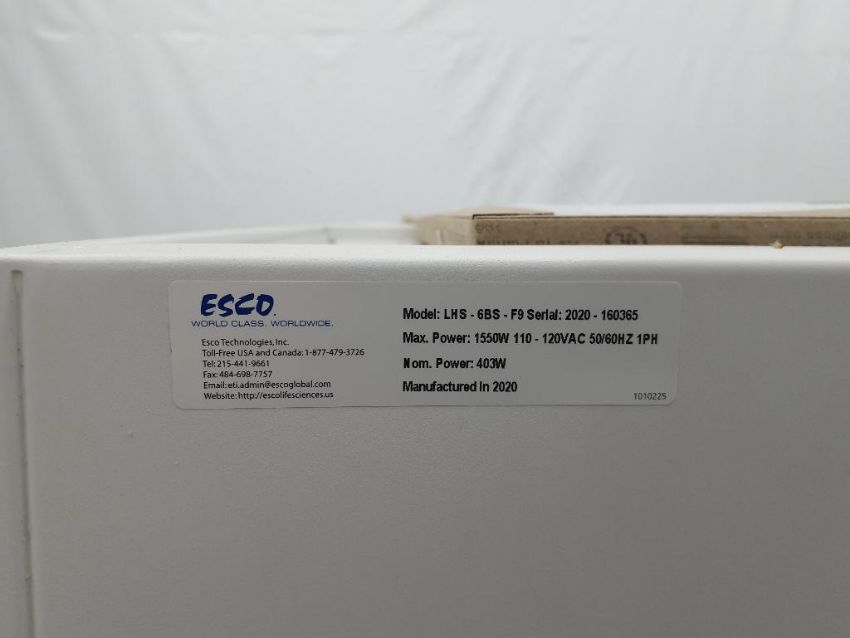 ESCO.
WORLD CLASS. WORLDWIDE.
Esco Technologies, Inc.
Toll-Free USA and Canada: 1-877-479-3726
Tel: 215-441-9661
Fax: 484-698-7757
Email: eti.admin@escoglobal.com
Website: http://escolifesciences.us
Model: LHS - 6BS - F9 Serial: 2020 - 160365
Max. Power: 1550W 110 - 120VAC 50/60HZ 1PH
Nom. Power: 403W
Manufactured In 2020
1010225